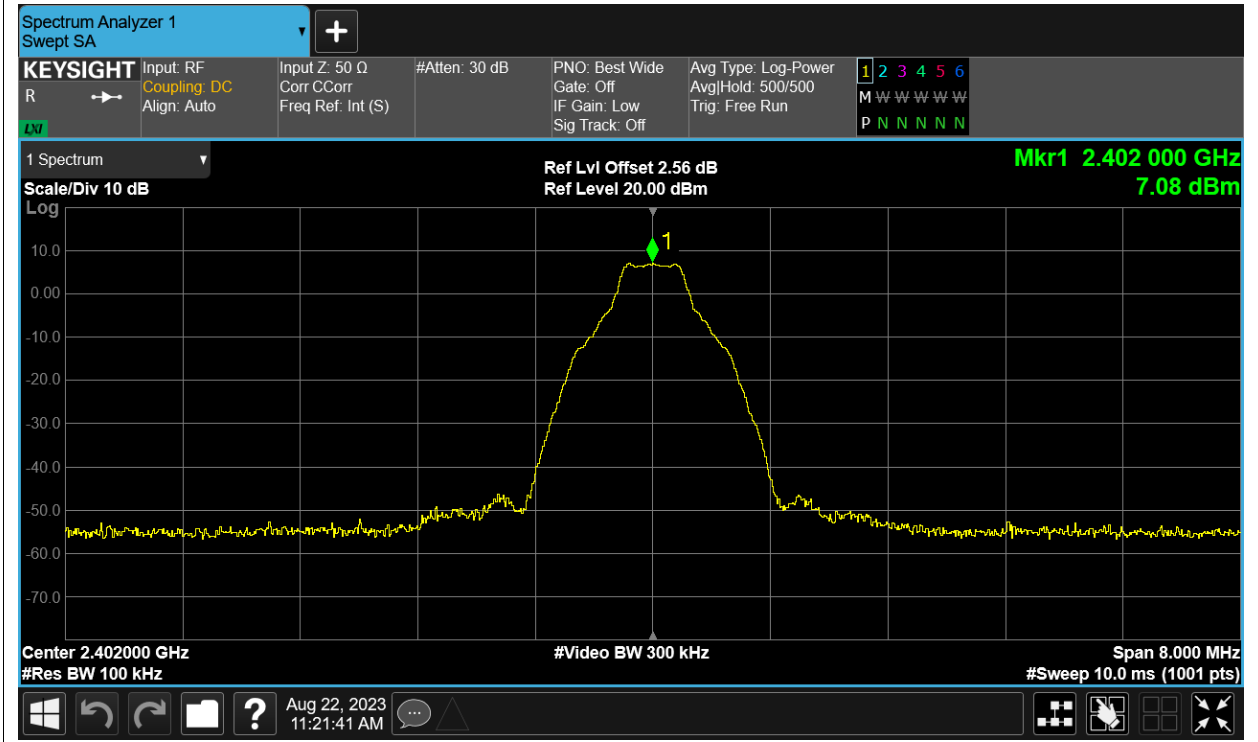 Spectrum Analyzer 1
Swept SA
KEYSIGHT
R
LXI
Input: RF
Coupling: DC
Align: Auto
Input Z: 50 Ω
Corr CCorr
Freq Ref: Int (S)
#Atten: 30 dB
PNO: Best Wide
Gate: Off
IF Gain: Low
Sig Track: Off
Avg Type: Log-Power
Avg|Hold: 500/500
Trig: Free Run
1 2 3 4 5 6
M W W W W W
P N N N N N
1 Spectrum
Scale/Div 10 dB
Log
Ref Lvl Offset 2.56 dB
Ref Level 20.00 dBm
Mkr1 2.402 000 GHz
7.08 dBm
1
10.0
0.00
-10.0
-20.0
-30.0
-40.0
-50.0
-60.0
-70.0
Center 2.402000 GHz
#Res BW 100 kHz
#Video BW 300 kHz
Span 8.000 MHz
#Sweep 10.0 ms (1001 pts)
?
Aug 22, 2023
11:21:41 AM